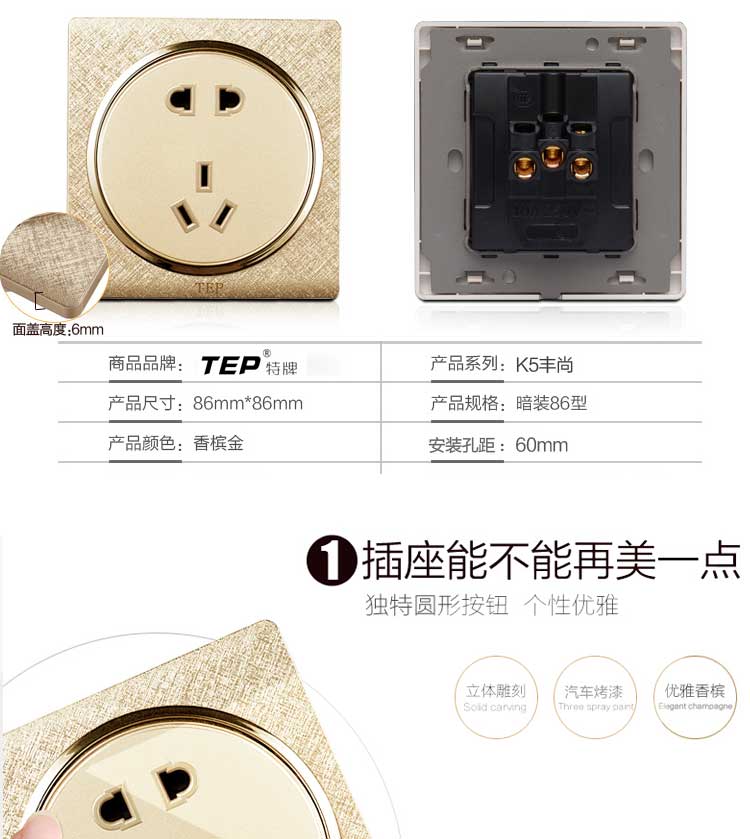 TEP
面盖高度:6mm
商品品牌: TEP® 特牌
产品系列: K5丰尚
产品尺寸: 86mm*86mm
产品规格: 暗装86型
产品颜色: 香槟金
安装孔距: 60mm
1 插座能不能再美一点
独特圆形按钮 个性优雅
立体雕刻
Solid carving
汽车烤漆
Three spray paint
优雅香槟
Elegant champagne